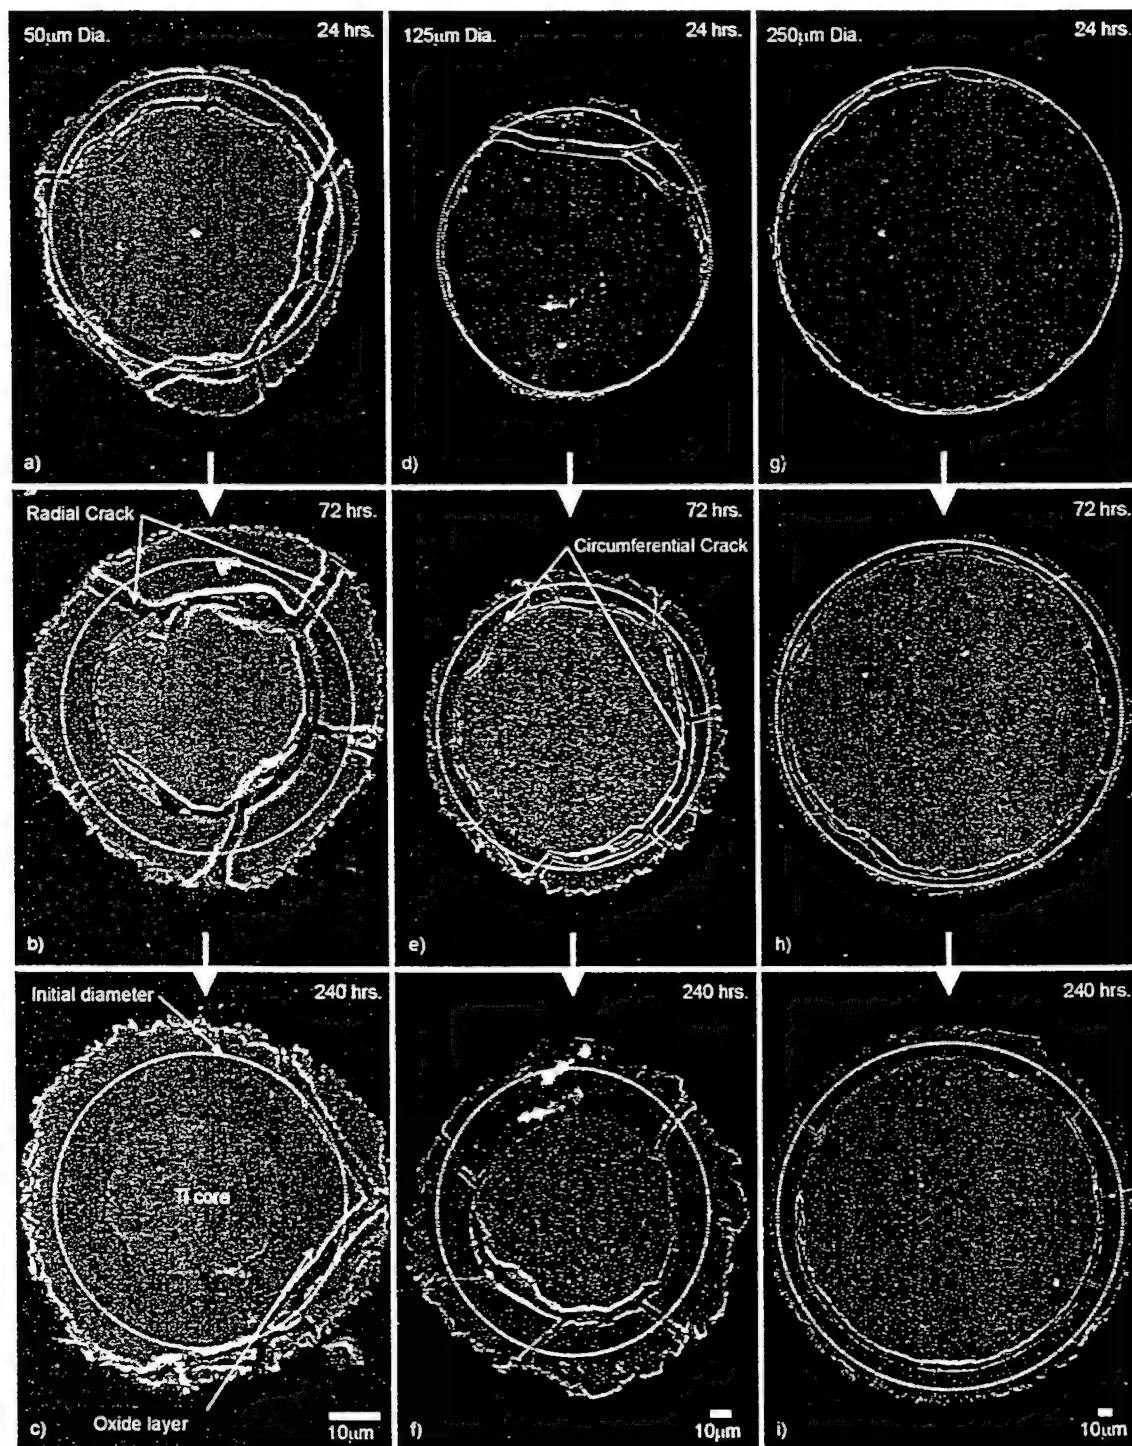 50µm Dia. 24 hrs.
125µm Dia. 24 hrs.
250µm Dia. 24 hrs.
a)
d)
g)
Radial Crack 72 hrs.
72 hrs.
Circumferential Crack
72 hrs.
b)
e)
h)
Initial diameter 240 hrs.
240 hrs.
240 hrs.
Ti core
c)
Oxide layer
10µm
f)
10µm
i)
10µm